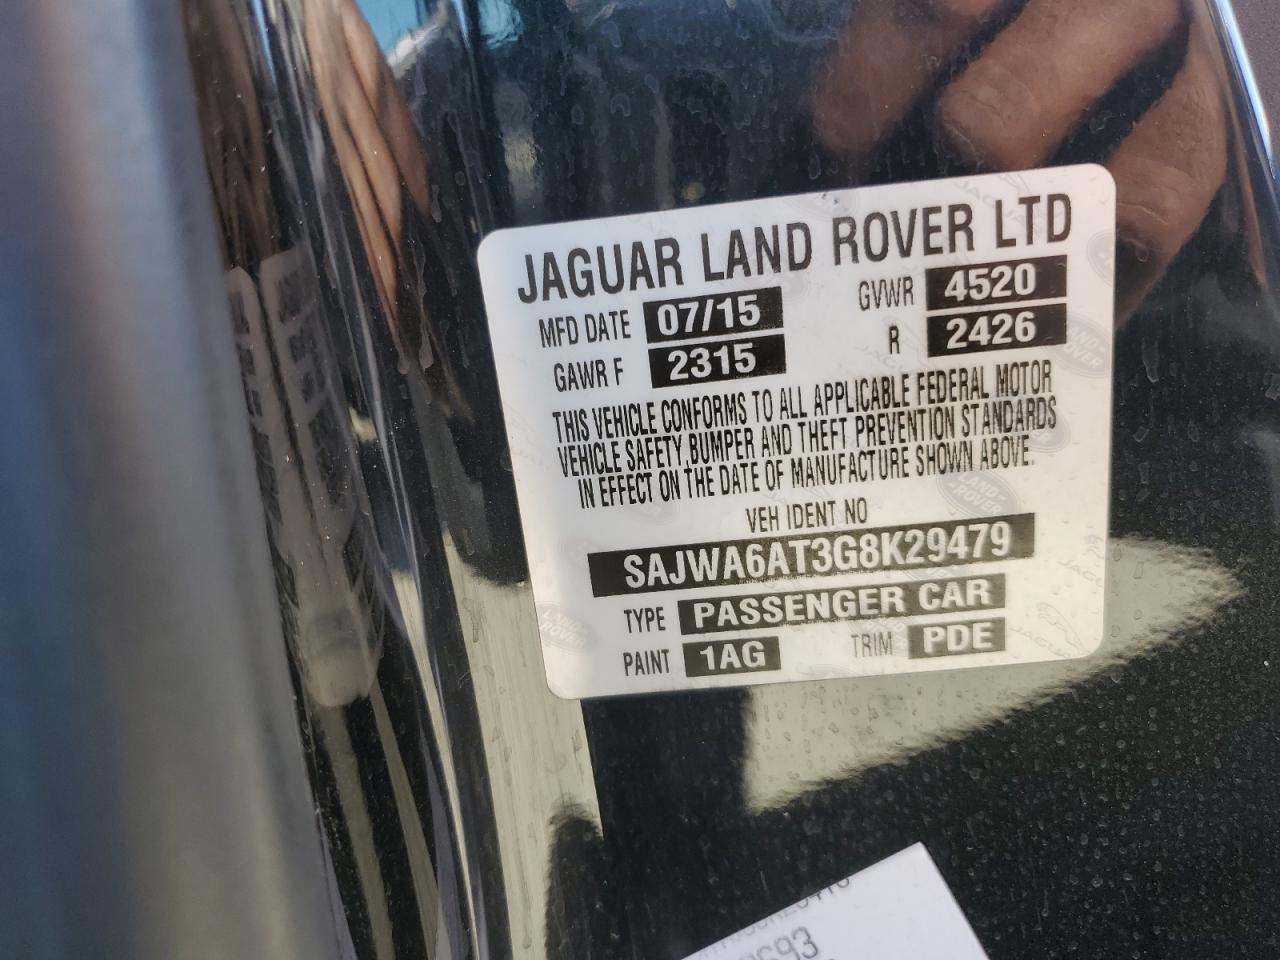 JAGUAR LAND ROVER LTD
MFD DATE 07/15 GVWR 4520
GAWR F 2315 R 2426
THIS VEHICLE CONFORMS TO ALL APPLICABLE FEDERAL MOTOR
VEHICLE SAFETY, BUMPER AND THEFT PREVENTION STANDARDS
IN EFFECT ON THE DATE OF MANUFACTURE SHOWN ABOVE.
VEH IDENT NO
SAJWA6AT3G8K29479
TYPE PASSENGER CAR
PAINT 1AG TRIM PDE